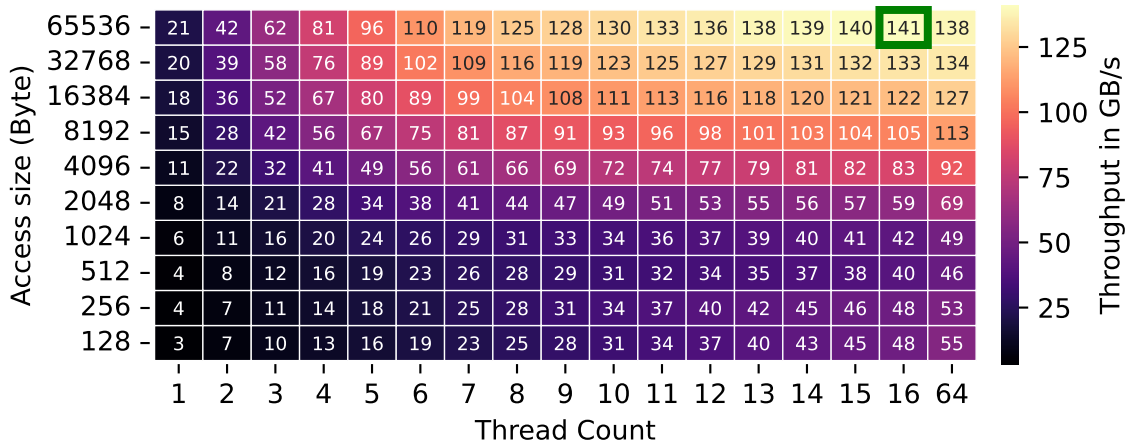 65536 21 42 62 81 96 110 119 125 128 130 133 136 138 139 140 141 138
32768 20 39 58 76 89 102 109 116 119 123 125 127 129 131 132 133 134
16384 18 36 52 67 80 89 99 104 108 111 113 116 118 120 121 122 127
8192 15 28 42 56 67 75 81 87 91 93 96 98 101 103 104 105 113
4096 11 22 32 41 49 56 61 66 69 72 74 77 79 81 82 83 92
2048 8 14 21 28 34 38 41 44 47 49 51 53 55 56 57 59 69
1024 6 11 16 20 24 26 29 31 33 34 36 37 39 40 41 42 49
512 4 8 12 16 19 23 26 28 29 31 32 34 35 37 38 40 46
256 4 7 11 14 18 21 25 28 31 34 37 40 42 45 46 48 53
128 3 7 10 13 16 19 23 25 28 31 34 37 40 43 45 48 55
1 2 3 4 5 6 7 8 9 10 11 12 13 14 15 16 64
Thread Count
Access size (Byte)
125
100
75
50
25
Throughput in GB/s